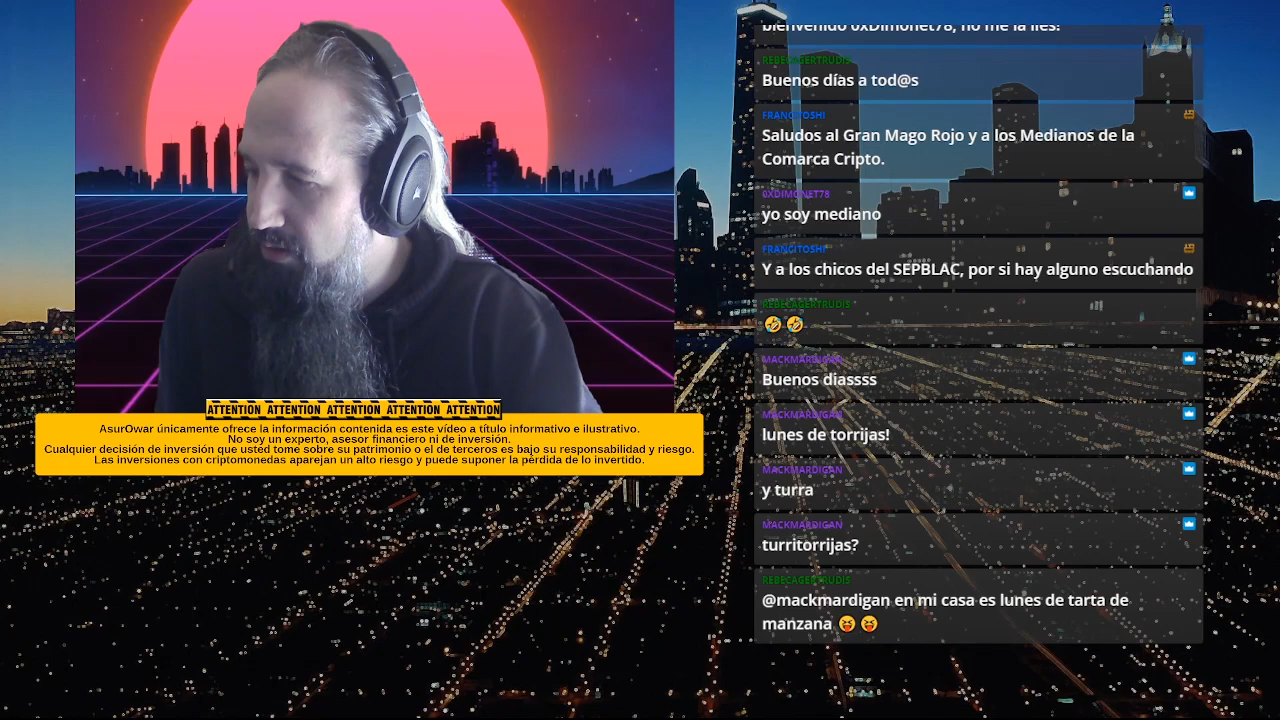 bienvenido 0xDimonet78, no me la lies!
REBECAGERTRUDIS
Buenos días a tod@s
FRANCITOSHI
Saludos al Gran Mago Rojo y a los Medianos de la
Comarca Cripto.
0XDIMONET78
yo soy mediano
FRANCITOSHI
Y a los chicos del SEPBLAC, por si hay alguno escuchando
REBECAGERTRUDIS
🤣 🤣
MACKMARDIGAN
Buenos diassss
MACKMARDIGAN
lunes de torrijas!
MACKMARDIGAN
y turra
MACKMARDIGAN
turritorrijas?
REBECAGERTRUDIS
@mackmardigan en mi casa es lunes de tarta de
manzana 😝 😝
ATTENTION ATTENTION ATTENTION ATTENTION ATTENTION
AsurOwar únicamente ofrece la información contenida es este vídeo a título informativo e ilustrativo.
No soy un experto, asesor financiero ni de inversión.
Cualquier decisión de inversión que usted tome sobre su patrimonio o el de terceros es bajo su responsabilidad y riesgo.
Las inversiones con criptomonedas aparejan un alto riesgo y puede suponer la pérdida de lo invertido.